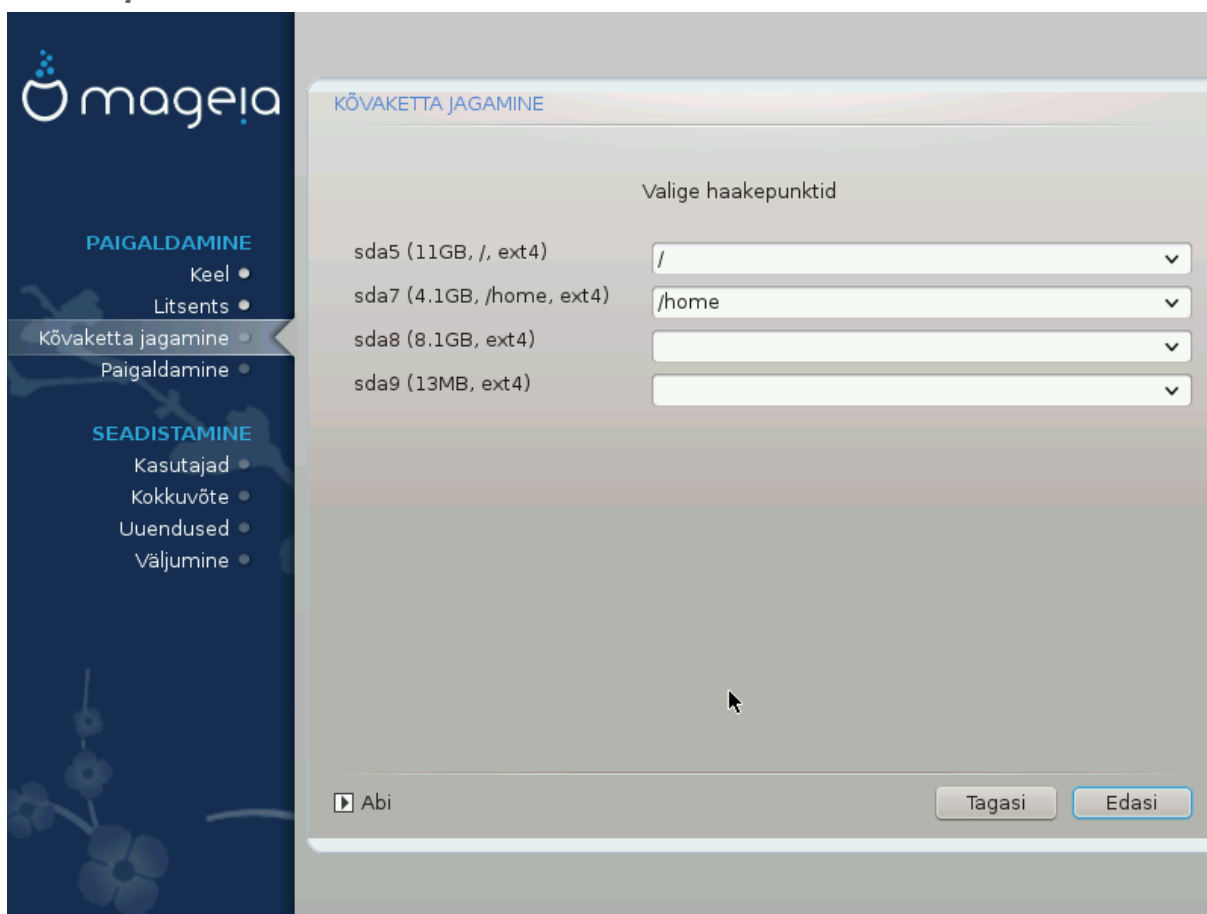 mageia
PAIGALDAMINE
Keel
Litsents
Kõvaketta jagamine
Paigaldamine
SEADISTAMINE
Kasutajad
Kokkuvõte
Uuendused
Väljumine
KÕVAKETTA JAGAMINE
Valige haakepunktid
sda5 (11GB, /, ext4) /
sda7 (4.1GB, /home, ext4) /home
sda8 (8.1GB, ext4)
sda9 (13MB, ext4)
Abi
Tagasi Edasi